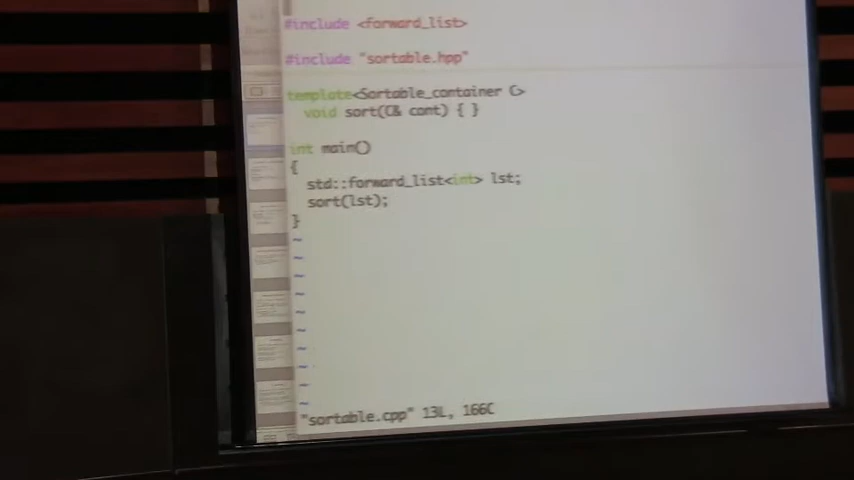 #include <forward_list>
#include "sortable.hpp"
template<Sortable_container C>
void sort(C& cont) { }
int main()
{
std::forward_list<int> lst;
sort(lst);
}
~
~
~
~
~
~
~
~
~
~
"sortable.cpp" 13L, 166C